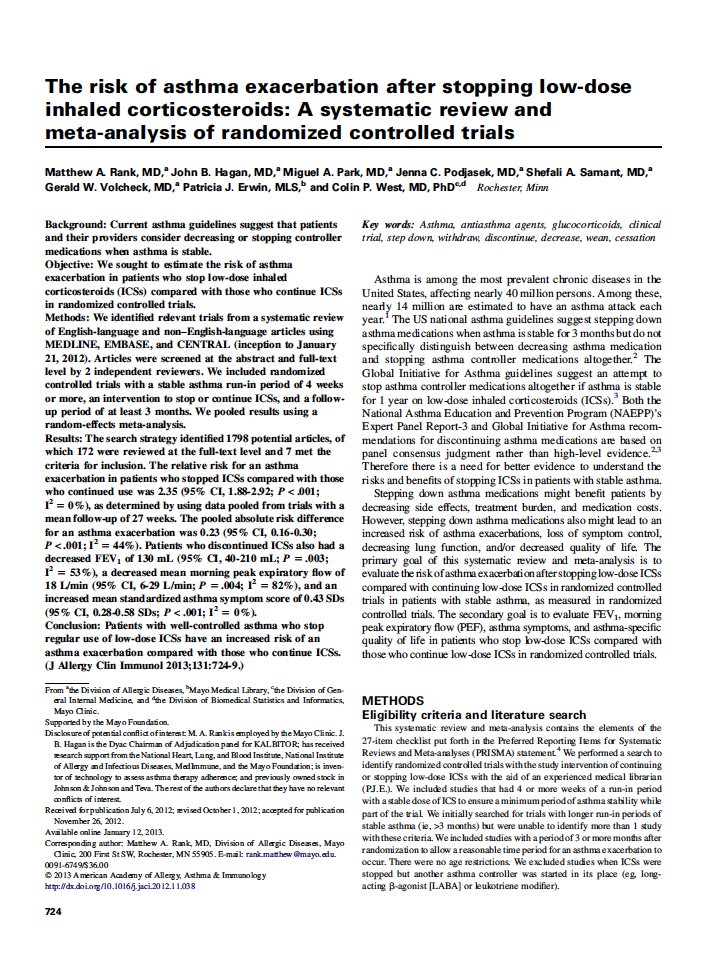 The risk of asthma exacerbation after stopping low-dose
inhaled corticosteroids: A systematic review and
meta-analysis of randomized controlled trials
Matthew A. Rank, MD,a John B. Hagan, MD,a Miguel A. Park, MD,a Jenna C. Podjasek, MD,a Shefali A. Samant, MD,a
Gerald W. Volcheck, MD,a Patricia J. Erwin, MLS,b and Colin P. West, MD, PhDc,d Rochester, Minn
Background: Current asthma guidelines suggest that patients
and their providers consider decreasing or stopping controller
medications when asthma is stable.
Objective: We sought to estimate the risk of asthma
exacerbation in patients who stop low-dose inhaled
corticosteroids (ICSs) compared with those who continue ICSs
in randomized controlled trials.
Methods: We identified relevant trials from a systematic review
of English-language and non–English-language articles using
MEDLINE, EMBASE, and CENTRAL (inception to January
21, 2012). Articles were screened at the abstract and full-text
level by 2 independent reviewers. We included randomized
controlled trials with a stable asthma run-in period of 4 weeks
or more, an intervention to stop or continue ICSs, and a follow-
up period of at least 3 months. We pooled results using a
random-effects meta-analysis.
Results: The search strategy identified 1798 potential articles, of
which 172 were reviewed at the full-text level and 7 met the
criteria for inclusion. The relative risk for an asthma
exacerbation in patients who stopped ICSs compared with those
who continued use was 2.35 (95% CI, 1.88-2.92; P < .001;
I2 = 0%), as determined by using data pooled from trials with a
mean follow-up of 27 weeks. The pooled absolute risk difference
for an asthma exacerbation was 0.23 (95% CI, 0.16-0.30;
P < .001; I2 = 44%). Patients who discontinued ICSs also had a
decreased FEV1 of 130 mL (95% CI, 40-210 mL; P = .003;
I2 = 53%), a decreased mean morning peak expiratory flow of
18 L/min (95% CI, 6-29 L/min; P = .004; I2 = 82%), and an
increased mean standardized asthma symptom score of 0.43 SDs
(95% CI, 0.28-0.58 SDs; P < .001; I2 = 0%).
Conclusion: Patients with well-controlled asthma who stop
regular use of low-dose ICSs have an increased risk of an
asthma exacerbation compared with those who continue ICSs.
(J Allergy Clin Immunol 2013;131:724-9.)
From athe Division of Allergic Diseases, bMayo Medical Library, cthe Division of Gen-
eral Internal Medicine, and dthe Division of Biomedical Statistics and Informatics,
Mayo Clinic.
Supported by the Mayo Foundation.
Disclosure of potential conflict of interest: M. A. Rank is employed by the Mayo Clinic. J.
B. Hagan is the Dyac Chairman of Adjudication panel for KALBITOR; has received
research support from the National Heart, Lung, and Blood Institute, National Institute
of Allergy and Infectious Diseases, MedImmune, and the Mayo Foundation; is inven-
tor of technology to assess asthma therapy adherence; and previously owned stock in
Johnson & Johnson and Teva. The rest of the authors declare that they have no relevant
conflicts of interest.
Received for publication July 6, 2012; revised October 1, 2012; accepted for publication
November 26, 2012.
Available online January 12, 2013.
Corresponding author: Matthew A. Rank, MD, Division of Allergic Diseases, Mayo
Clinic, 200 First St SW, Rochester, MN 55905. E-mail: rank.matthew@mayo.edu.
0091-6749/$36.00
© 2013 American Academy of Allergy, Asthma & Immunology
http://dx.doi.org/10.1016/j.jaci.2012.11.038
Key words: Asthma, antiasthma agents, glucocorticoids, clinical
trial, step down, withdraw, discontinue, decrease, wean, cessation
Asthma is among the most prevalent chronic diseases in the
United States, affecting nearly 40 million persons. Among these,
nearly 14 million are estimated to have an asthma attack each
year.1 The US national asthma guidelines suggest stepping down
asthma medications when asthma is stable for 3 months but do not
specifically distinguish between decreasing asthma medication
and stopping asthma controller medications altogether.2 The
Global Initiative for Asthma guidelines suggest an attempt to
stop asthma controller medications altogether if asthma is stable
for 1 year on low-dose inhaled corticosteroids (ICSs).3 Both the
National Asthma Education and Prevention Program (NAEPP)'s
Expert Panel Report-3 and Global Initiative for Asthma recom-
mendations for discontinuing asthma medications are based on
panel consensus judgment rather than high-level evidence.2,3
Therefore there is a need for better evidence to understand the
risks and benefits of stopping ICSs in patients with stable asthma.
Stepping down asthma medications might benefit patients by
decreasing side effects, treatment burden, and medication costs.
However, stepping down asthma medications also might lead to an
increased risk of asthma exacerbations, loss of symptom control,
decreasing lung function, and/or decreased quality of life. The
primary goal of this systematic review and meta-analysis is to
evaluate the risk of asthma exacerbation after stopping low-dose ICSs
compared with continuing low-dose ICSs in randomized controlled
trials in patients with stable asthma, as measured in randomized
controlled trials. The secondary goal is to evaluate FEV1, morning
peak expiratory flow (PEF), asthma symptoms, and asthma-specific
quality of life in patients who stop low-dose ICSs compared with
those who continue low-dose ICSs in randomized controlled trials.
METHODS
Eligibility criteria and literature search
This systematic review and meta-analysis contains the elements of the
27-item checklist put forth in the Preferred Reporting Items for Systematic
Reviews and Meta-analyses (PRISMA) statement.4 We performed a search to
identify randomized controlled trials with the study intervention of continuing
or stopping low-dose ICSs with the aid of an experienced medical librarian
(P.J.E.). We included studies that had 4 or more weeks of a run-in period
with a stable dose of ICS to ensure a minimum period of asthma stability while
part of the trial. We initially searched for trials with longer run-in periods of
stable asthma (ie, >3 months) but were unable to identify more than 1 study
with these criteria. We included studies with a period of 3 or more months after
randomization to allow a reasonable time period for an asthma exacerbation to
occur. There were no age restrictions. We excluded studies when ICSs were
stopped but another asthma controller was started in its place (eg, long-
acting β-agonist [LABA] or leukotriene modifier).
724